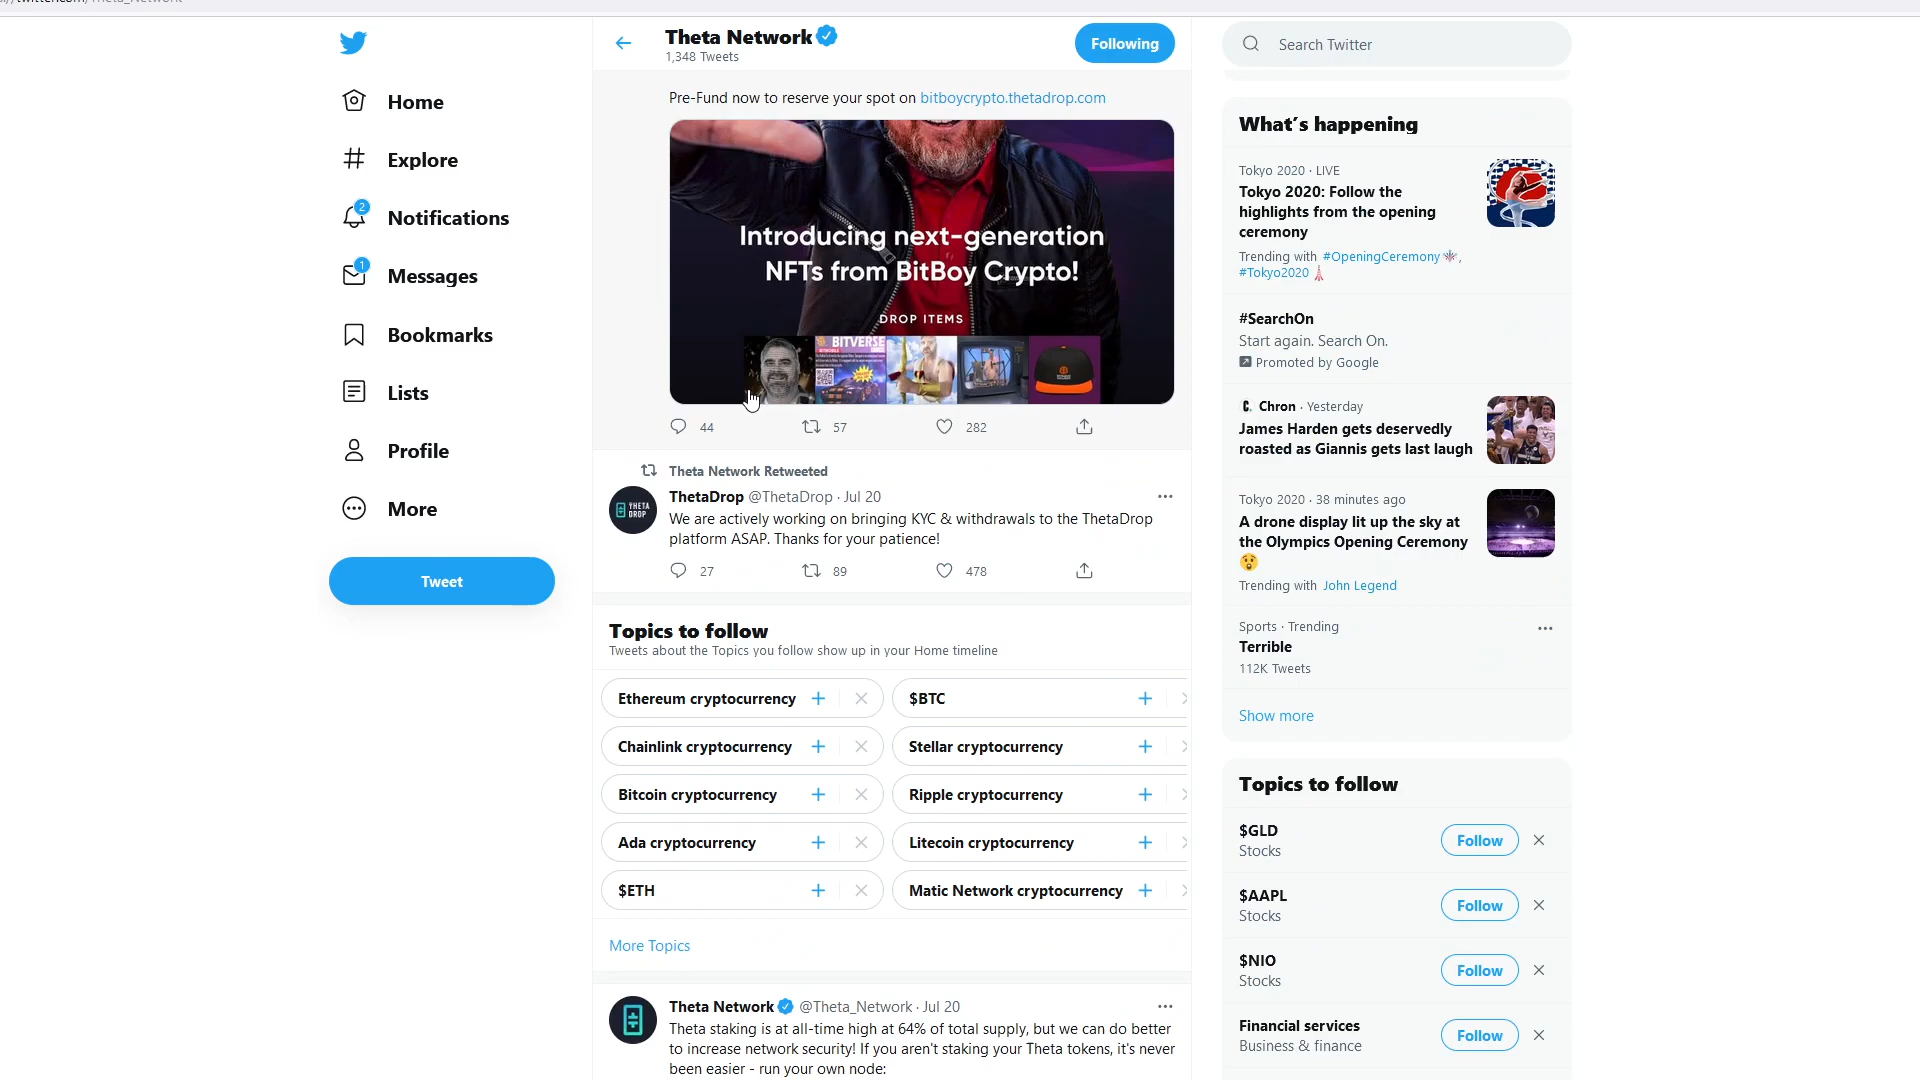 Home
Explore
2
Notifications
1
Messages
Bookmarks
Lists
Profile
More
Tweet
Theta Network
1,348 Tweets
Following
Pre-Fund now to reserve your spot on bitboycrypto.thetadrop.com
Introducing next-generation
NFTs from BitBoy Crypto!
DROP ITEMS
BITVERSE
44
57
282
Theta Network Retweeted
THETA
DROP
ThetaDrop @ThetaDrop · Jul 20
We are actively working on bringing KYC & withdrawals to the ThetaDrop
platform ASAP. Thanks for your patience!
27
89
478
Topics to follow
Tweets about the Topics you follow show up in your Home timeline
Ethereum cryptocurrency
$BTC
Chainlink cryptocurrency
Stellar cryptocurrency
Bitcoin cryptocurrency
Ripple cryptocurrency
Ada cryptocurrency
Litecoin cryptocurrency
$ETH
Matic Network cryptocurrency
More Topics
Theta Network @Theta_Network · Jul 20
Theta staking is at all-time high at 64% of total supply, but we can do better
to increase network security! If you aren't staking your Theta tokens, it's never
been easier - run your own node:
Search Twitter
What's happening
Tokyo 2020 · LIVE
Tokyo 2020: Follow the
highlights from the opening
ceremony
Trending with #OpeningCeremony,
#Tokyo2020
#SearchOn
Start again. Search On.
Promoted by Google
Chron · Yesterday
James Harden gets deservedly
roasted as Giannis gets last laugh
Tokyo 2020 · 38 minutes ago
A drone display lit up the sky at
the Olympics Opening Ceremony
😲
Trending with John Legend
Sports · Trending
Terrible
112K Tweets
Show more
Topics to follow
$GLD
Stocks
Follow
$AAPL
Stocks
Follow
$NIO
Stocks
Follow
Financial services
Business & finance
Follow